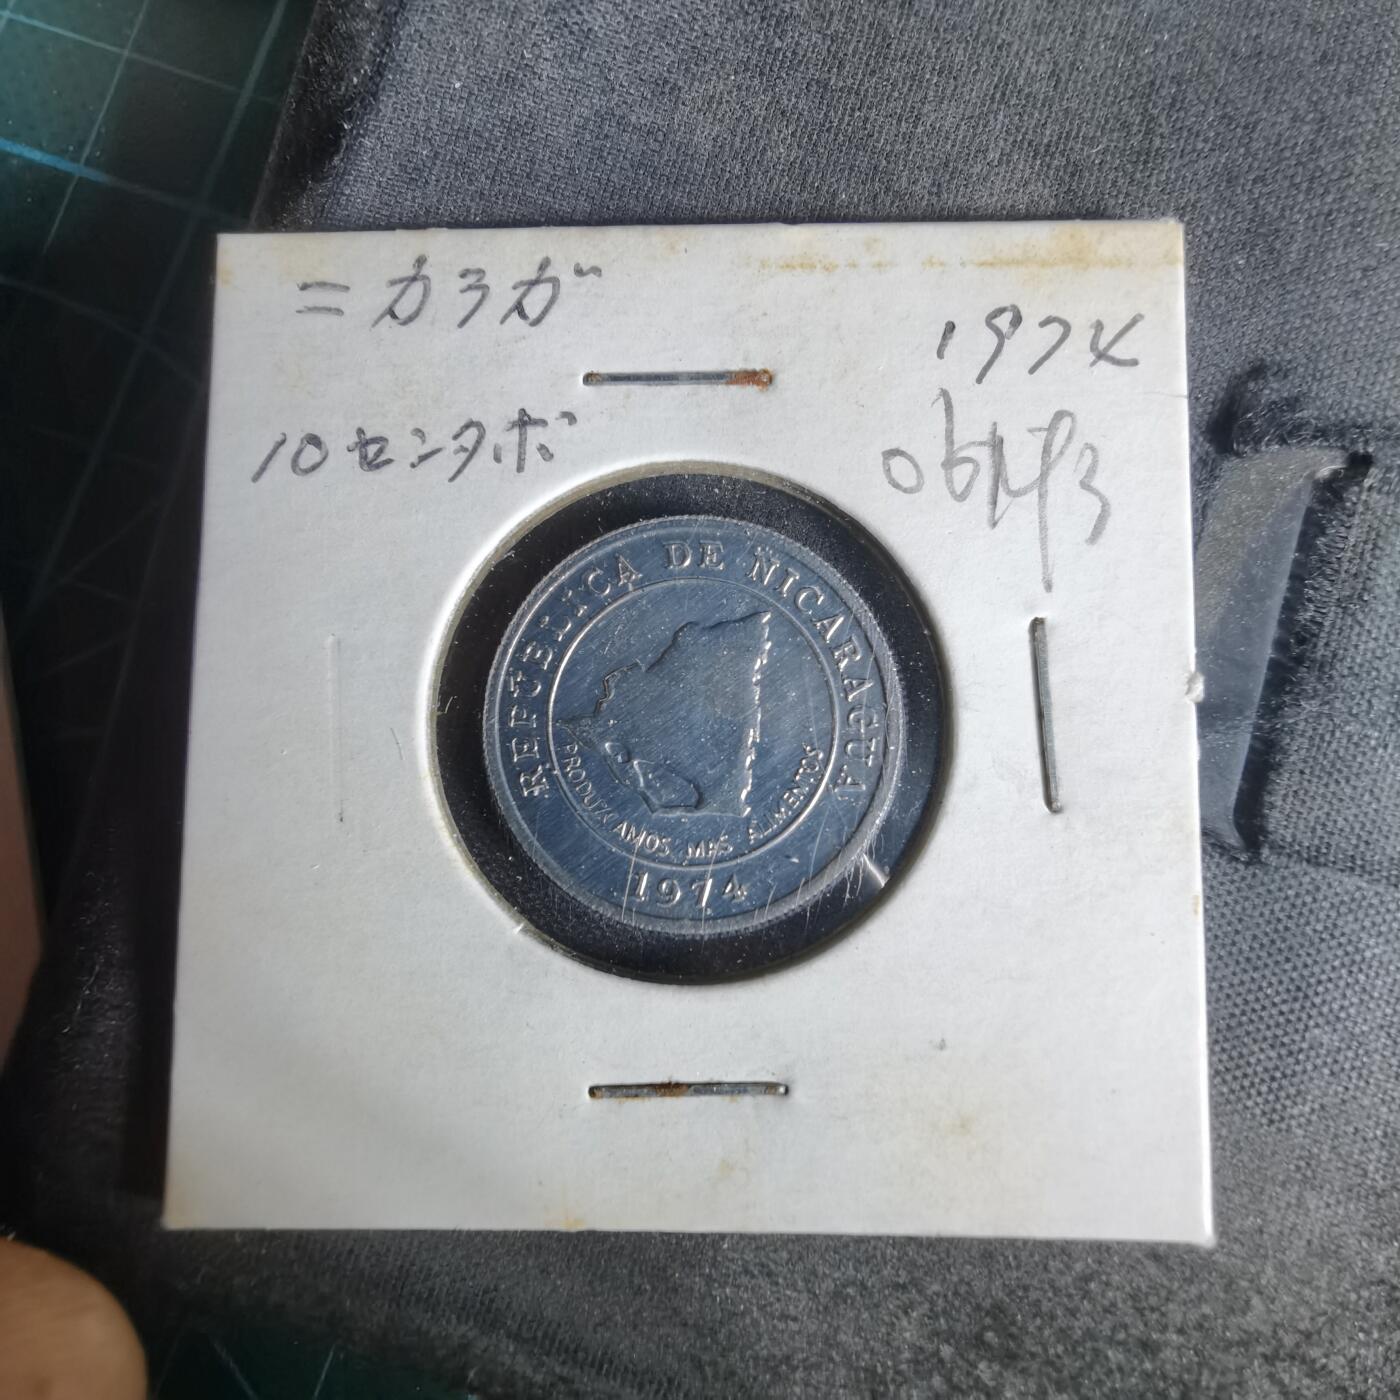 ニカラガ
1974
10センタボ
REPUBLICA DE NICARAGUA
PRODUZCAMOS MAS ALIMENTOS
1974